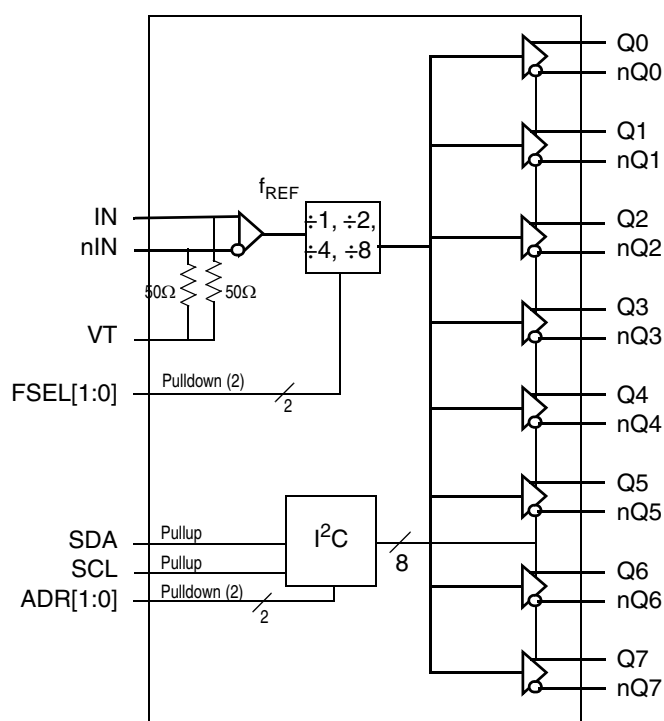 Q0
nQ0
Q1
nQ1
f_REF
IN
÷1, ÷2,
Q2
nIN
÷4, ÷8
nQ2
50Ω
50Ω
Q3
VT
nQ3
FSEL[1:0]
Pulldown (2)
2
Q4
nQ4
Q5
nQ5
SDA
Pullup
I²C
SCL
Pullup
8
Q6
ADR[1:0]
Pulldown (2)
2
nQ6
Q7
nQ7